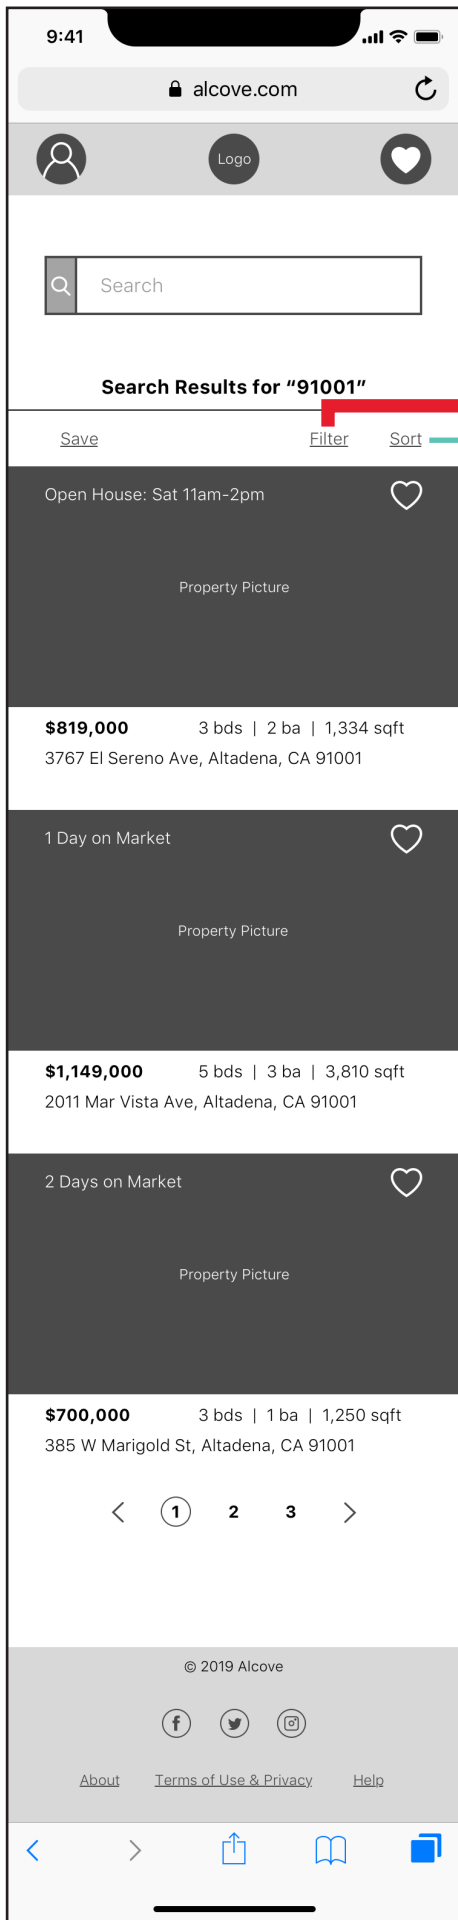 9:41
alcove.com
Logo
Search
Search Results for “91001”
Save Filter Sort
Open House: Sat 11am-2pm
Property Picture
$819,000 3 bds | 2 ba | 1,334 sqft
3767 El Sereno Ave, Altadena, CA 91001
1 Day on Market
Property Picture
$1,149,000 5 bds | 3 ba | 3,810 sqft
2011 Mar Vista Ave, Altadena, CA 91001
2 Days on Market
Property Picture
$700,000 3 bds | 1 ba | 1,250 sqft
385 W Marigold St, Altadena, CA 91001
1 2 3
© 2019 Alcove
About Terms of Use & Privacy Help